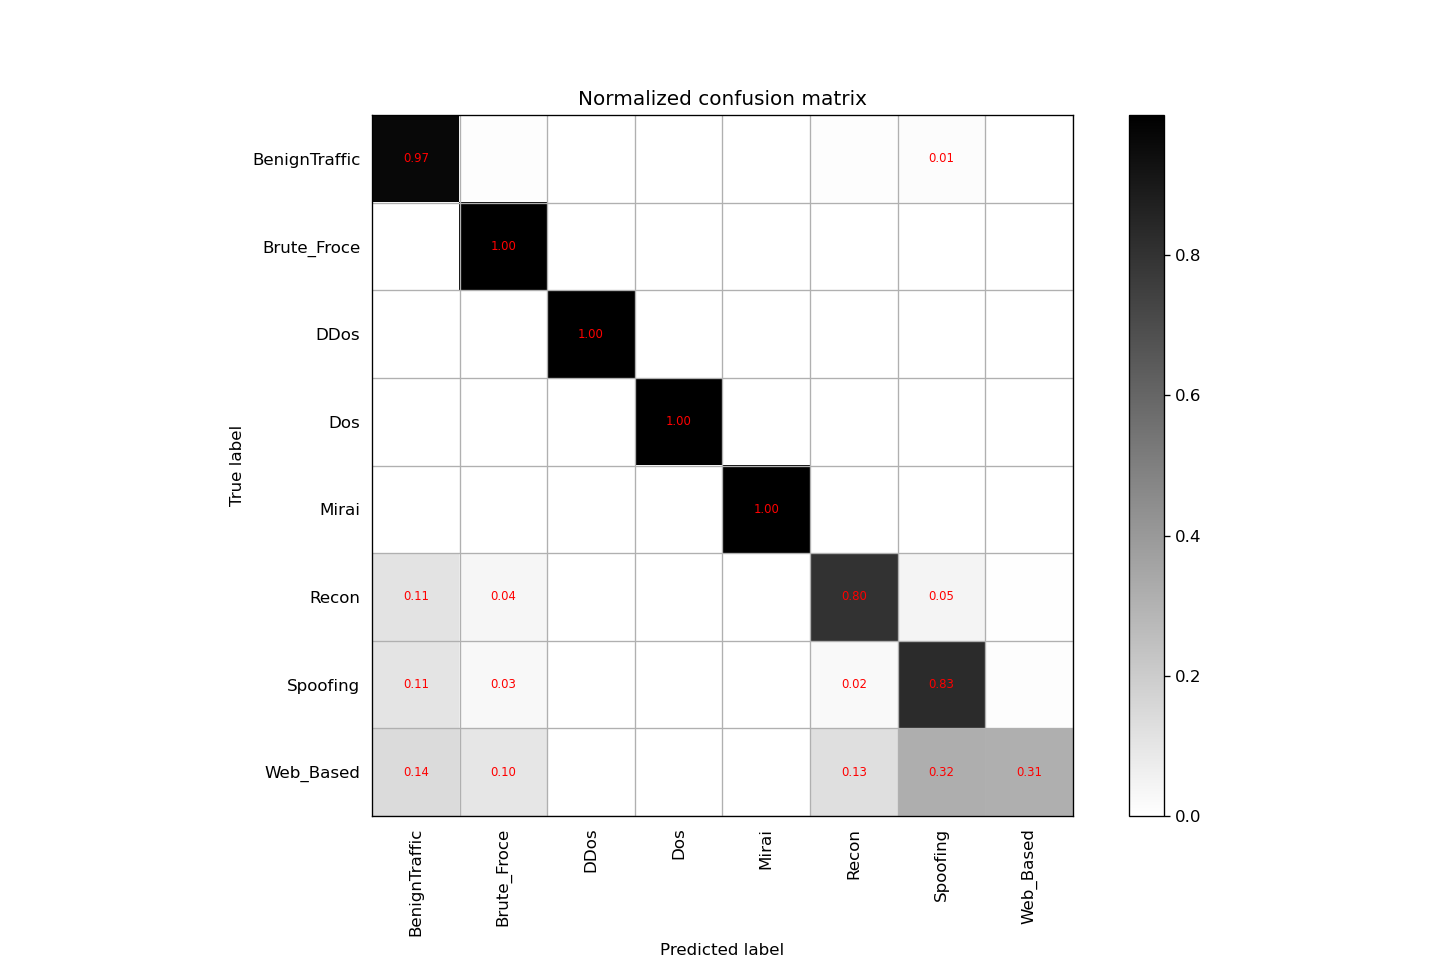 Normalized confusion matrix
BenignTraffic 0.97 0.01
Brute_Froce 1.00
DDos 1.00
Dos 1.00
Mirai 1.00
Recon 0.11 0.04 0.80 0.05
Spoofing 0.11 0.03 0.02 0.83
Web_Based 0.14 0.10 0.13 0.32 0.31
True label
BenignTraffic
Brute_Froce
DDos
Dos
Mirai
Recon
Spoofing
Web_Based
Predicted label
0.8
0.6
0.4
0.2
0.0